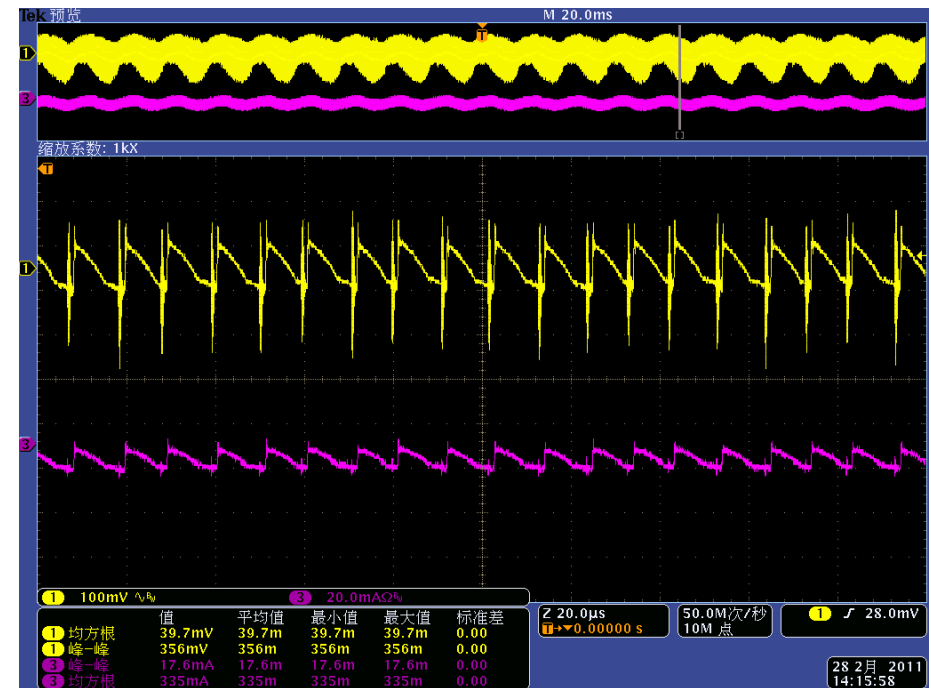 Tek 预览 M 20.0ms
T
1
3
缩放系数: 1kX
T
1
3
1 100mV 3 20.0mAΩ
值 平均值 最小值 最大值 标准差
1 均方根 39.7mV 39.7m 39.7m 39.7m 0.00
1 峰-峰 356mV 356m 356m 356m 0.00
3 峰-峰 17.6mA 17.6m 17.6m 17.6m 0.00
3 均方根 335mA 335m 335m 335m 0.00
Z 20.0µs
T→▼0.00000 s
50.0M次/秒
10M 点
1 28.0mV
28 2月 2011
14:15:58